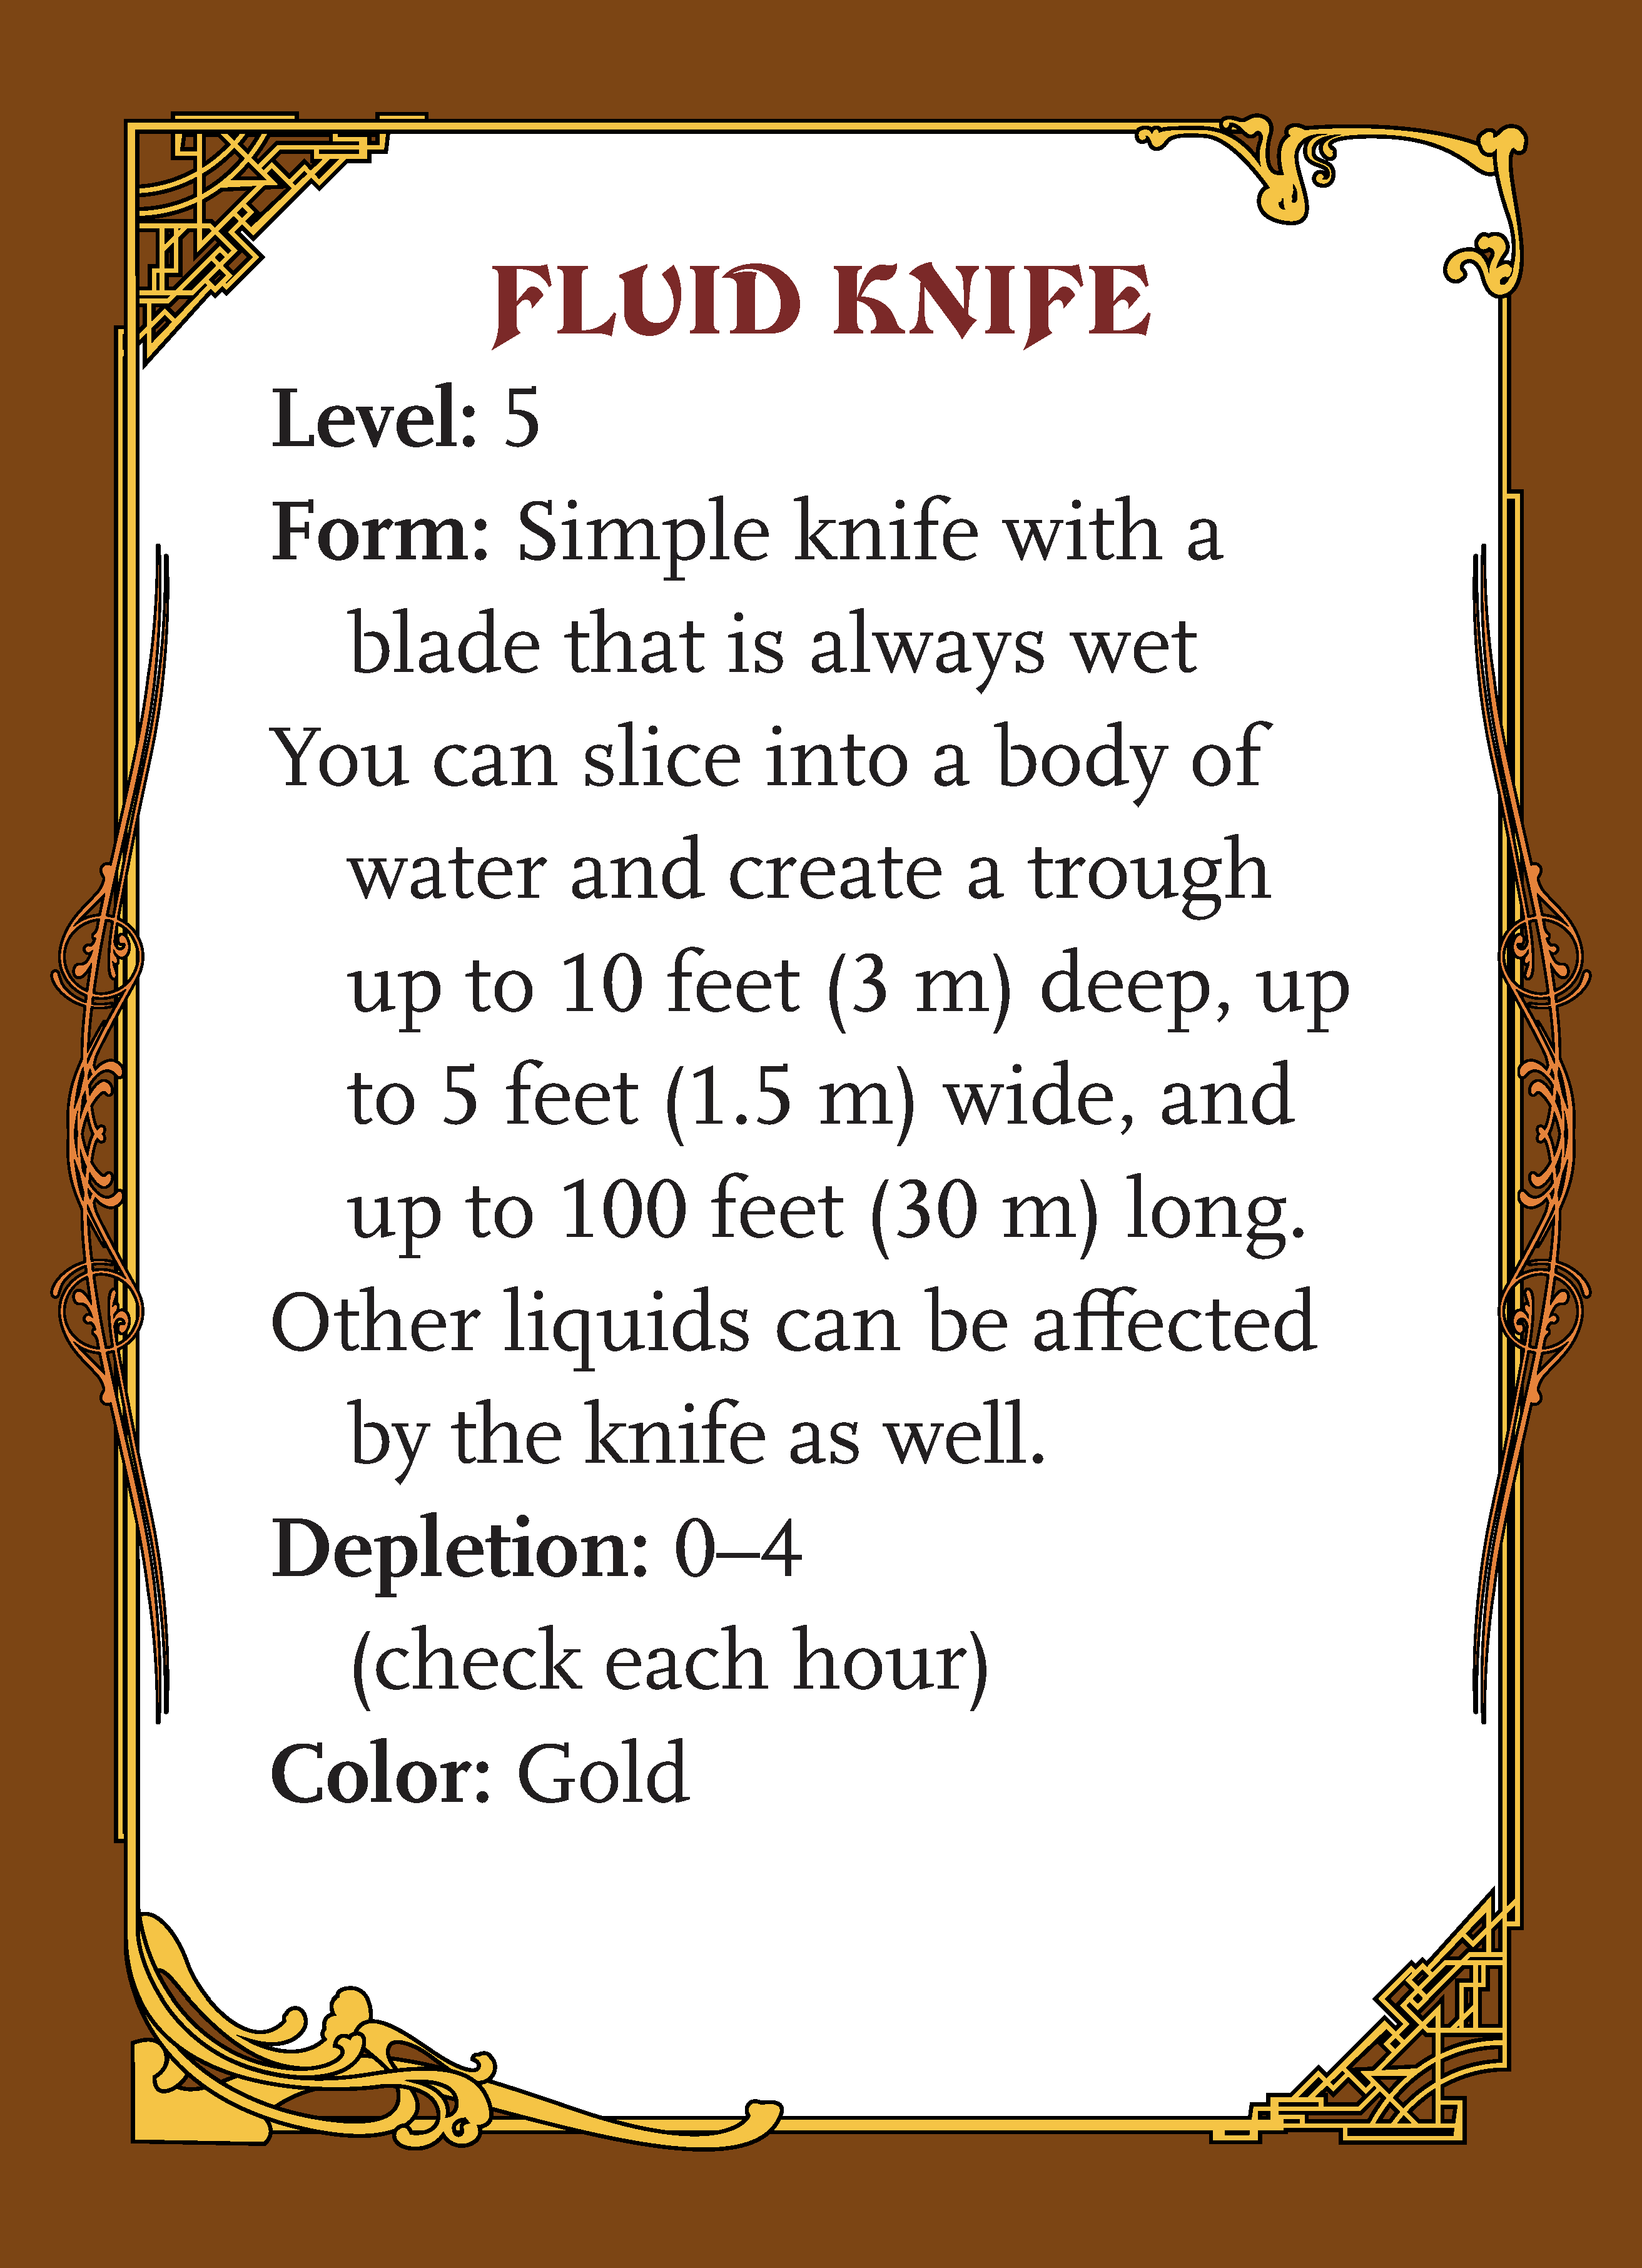 FLUID KNIFE
Level: 5
Form: Simple knife with a
blade that is always wet
You can slice into a body of
water and create a trough
up to 10 feet (3 m) deep, up
to 5 feet (1.5 m) wide, and
up to 100 feet (30 m) long.
Other liquids can be affected
by the knife as well.
Depletion: 0–4
(check each hour)
Color: Gold